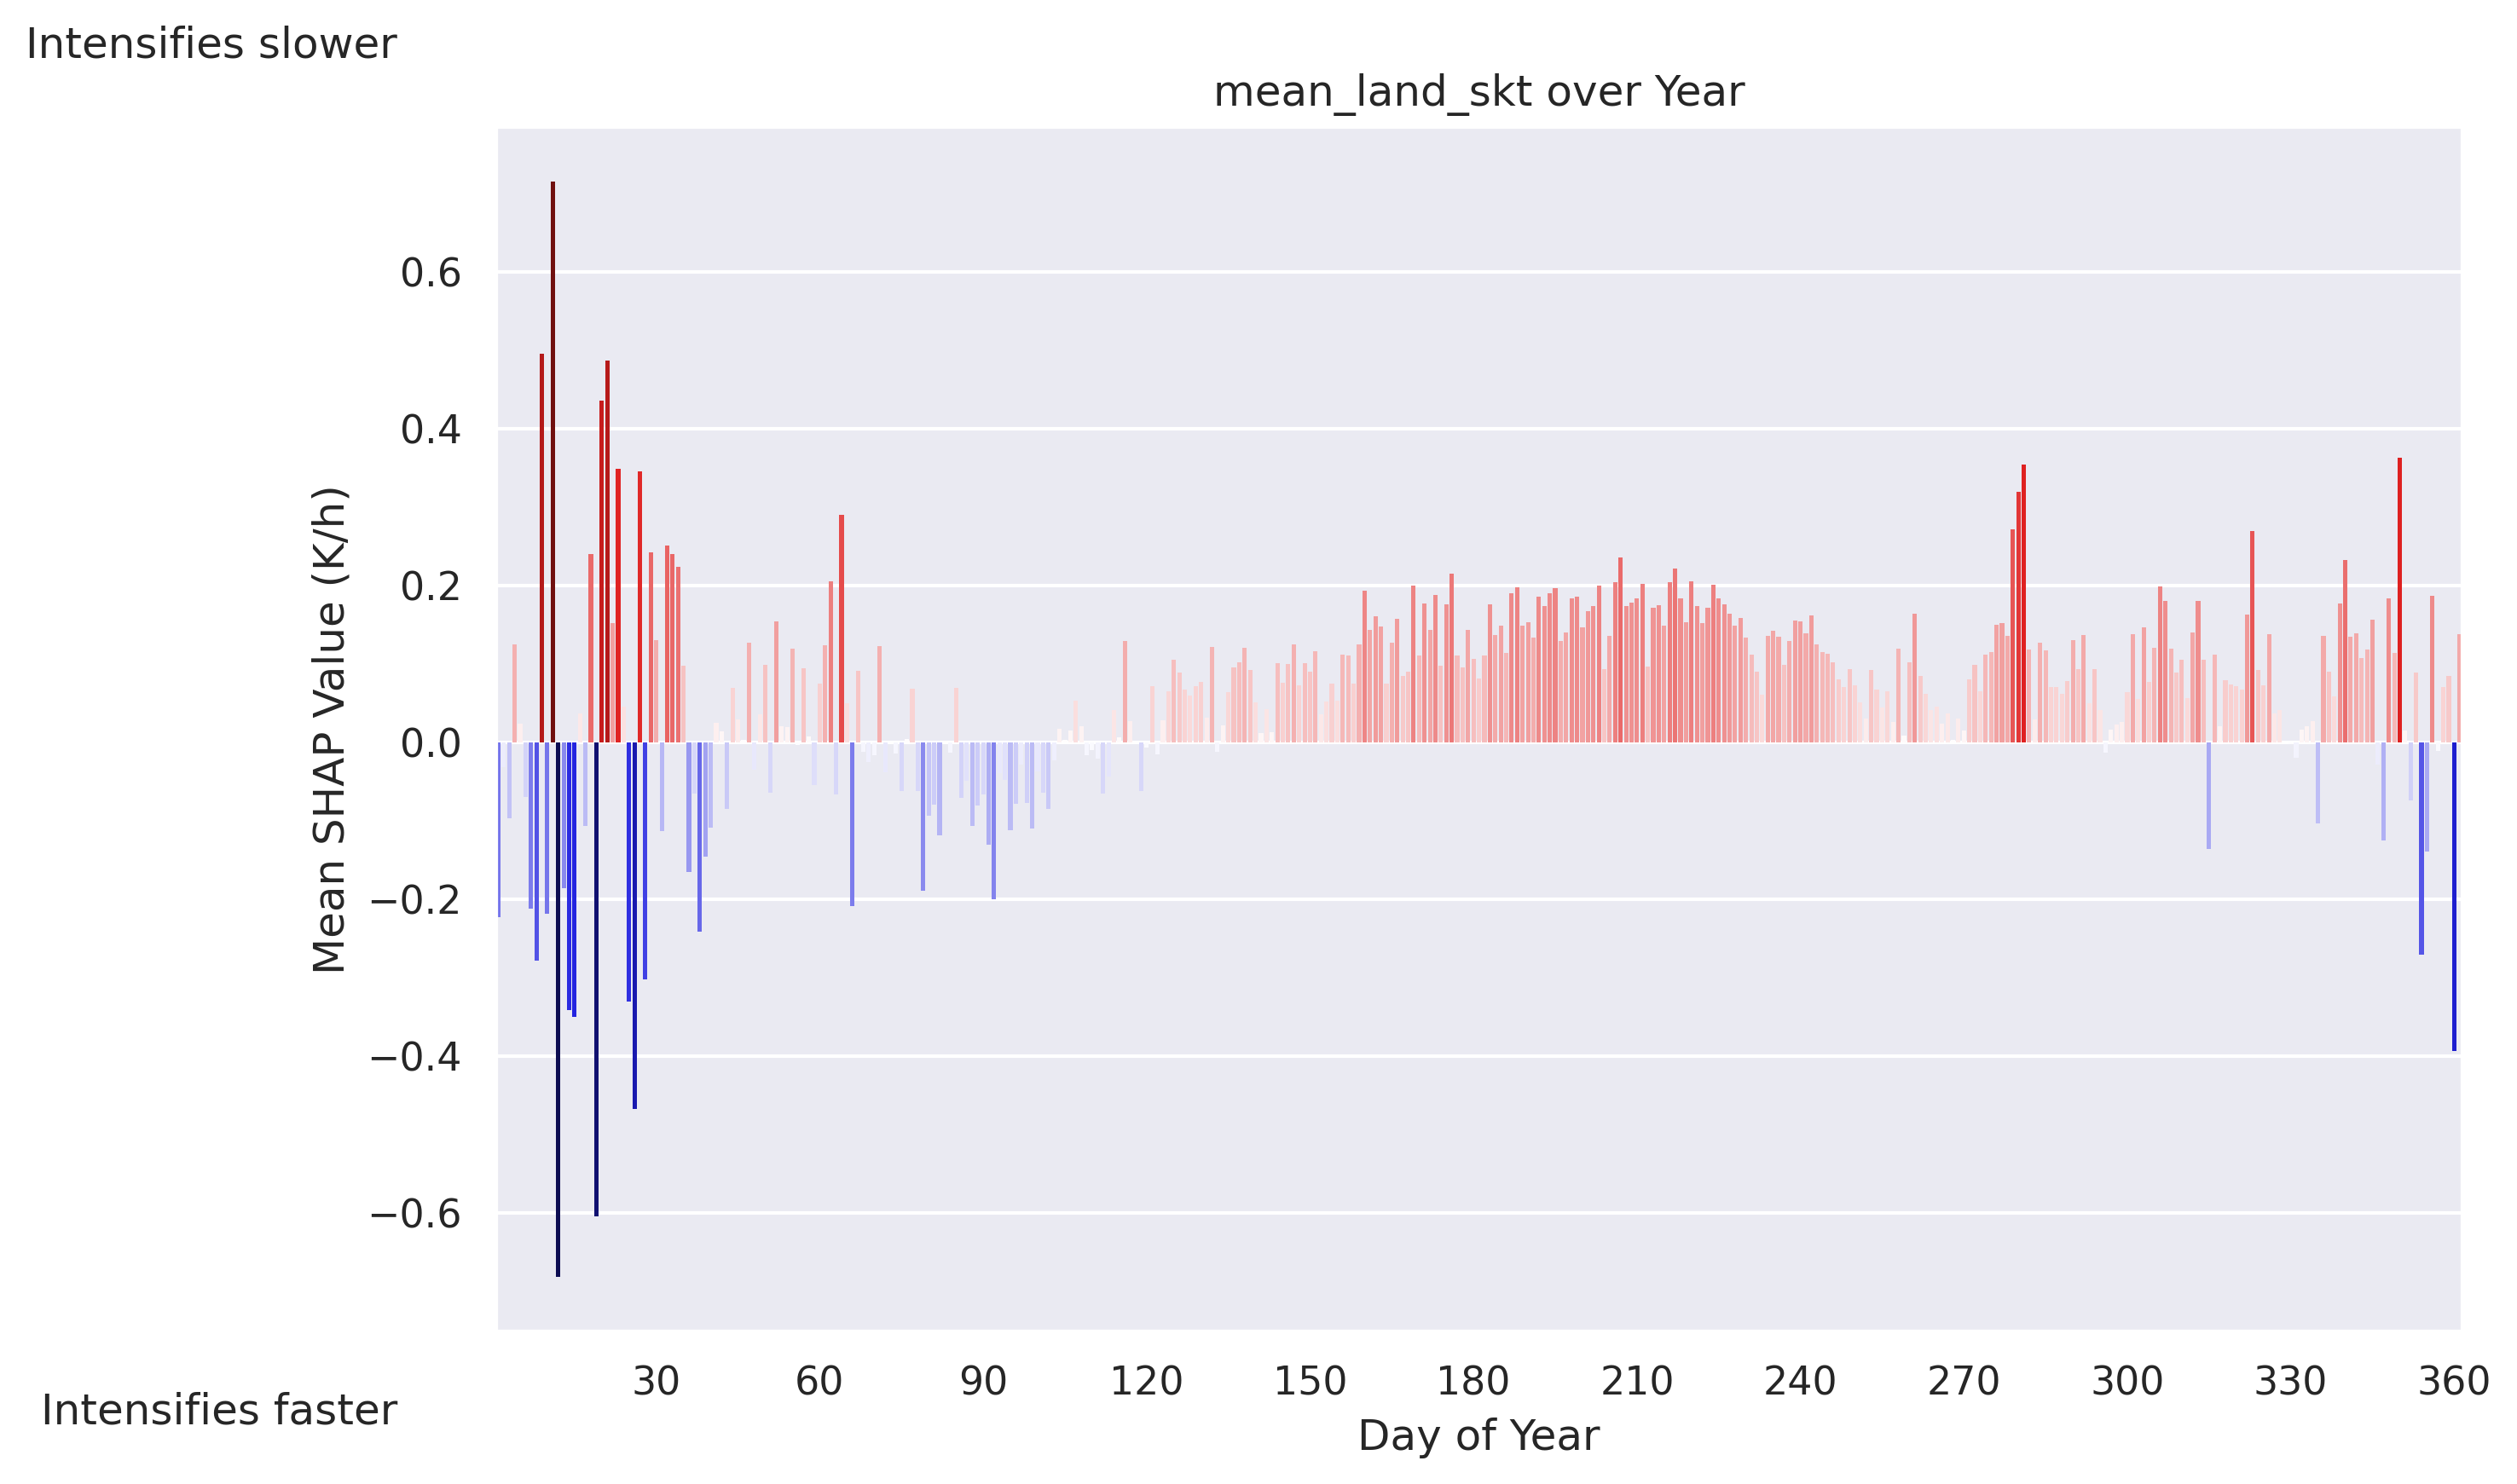 Intensifies slower
mean_land_skt over Year
Mean SHAP Value (K/h)
0.6
0.4
0.2
0.0
−0.2
−0.4
−0.6
30 60 90 120 150 180 210 240 270 300 330 360
Intensifies faster
Day of Year